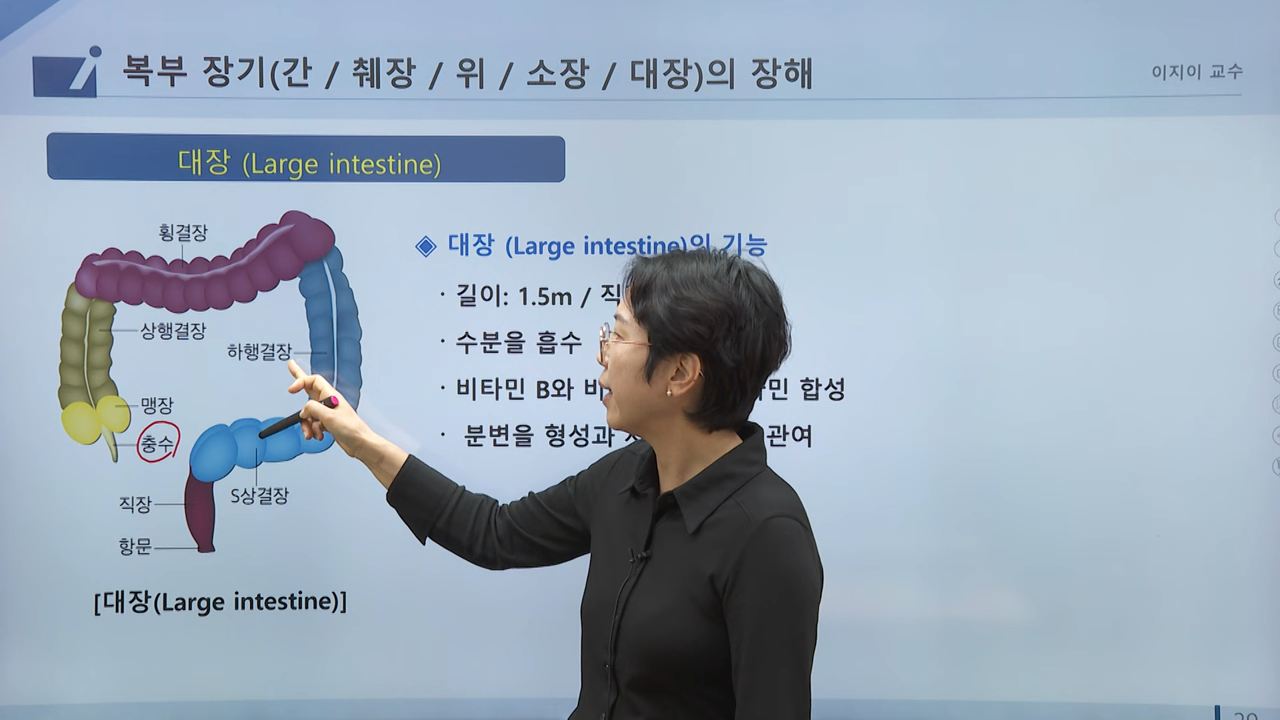 복부 장기(간 / 췌장 / 위 / 소장 / 대장)의 장해
이지이 교수
대장 (Large intestine)
횡결장
상행결장
하행결장
맹장
충수
직장
S상결장
항문
[대장(Large intestine)]
◈ 대장 (Large intestine)의 기능
· 길이: 1.5m / 직
· 수분을 흡수
· 비타민 B와 비 합성
· 분변을 형성과 관여